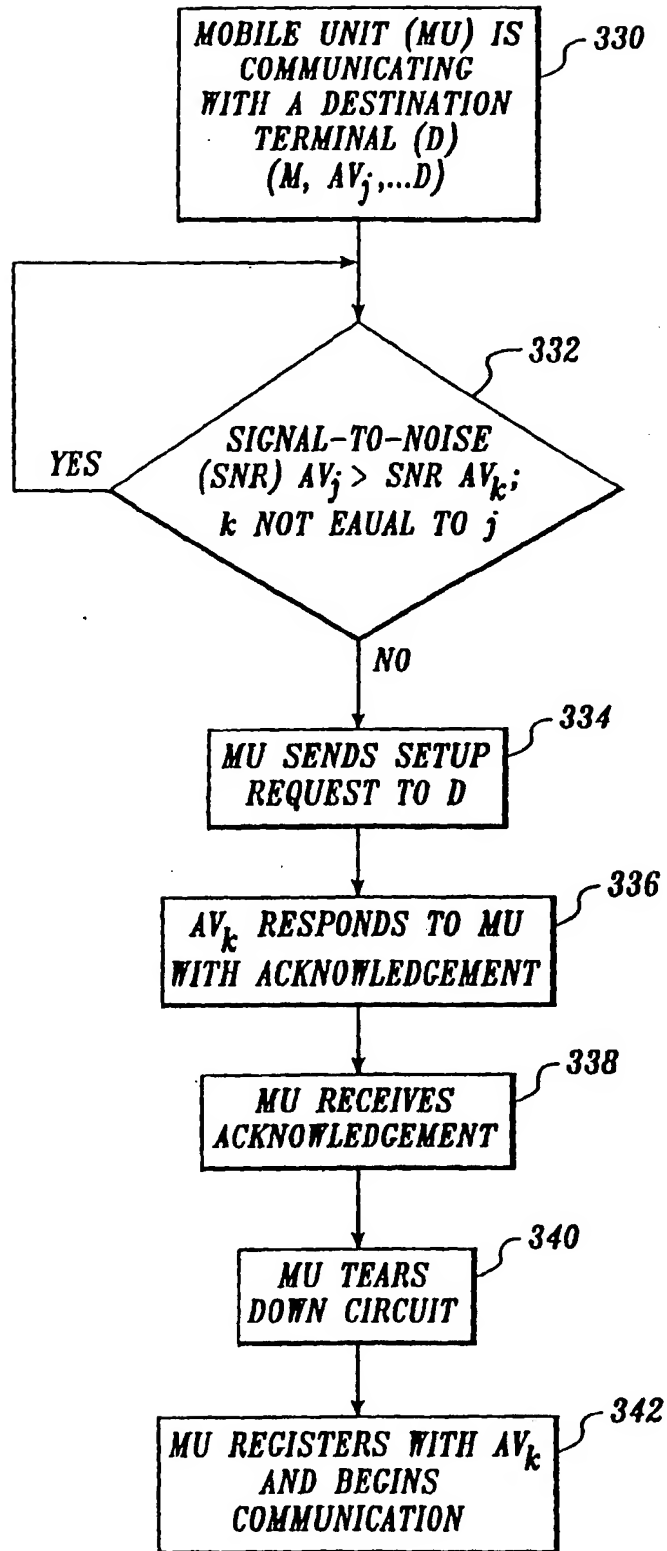 MOBILE UNIT (MU) IS
COMMUNICATING
WITH A DESTINATION
TERMINAL (D)
(M, AVj,...D)
330
332
SIGNAL-TO-NOISE
(SNR) AVj > SNR AVk;
k NOT EAUAL TO j
YES
NO
334
MU SENDS SETUP
REQUEST TO D
336
AVk RESPONDS TO MU
WITH ACKNOWLEDGEMENT
338
MU RECEIVES
ACKNOWLEDGEMENT
340
MU TEARS
DOWN CIRCUIT
342
MU REGISTERS WITH AVk
AND BEGINS
COMMUNICATION